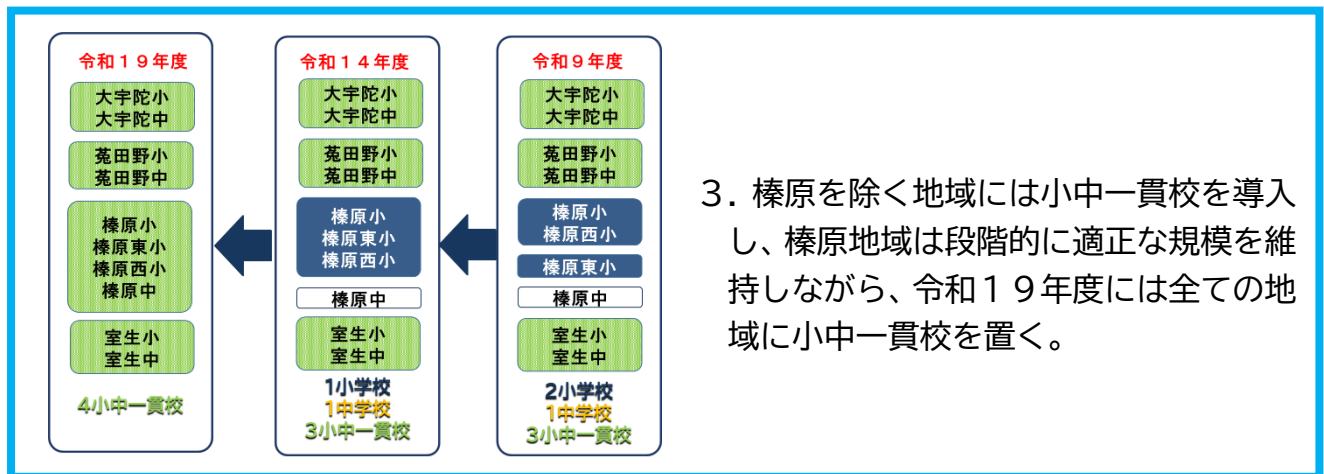 令和１９年度
大宇陀小
大宇陀中
菟田野小
菟田野中
榛原小
榛原東小
榛原西小
榛原中
室生小
室生中
4小中一貫校
令和１４年度
大宇陀小
大宇陀中
菟田野小
菟田野中
榛原小
榛原東小
榛原西小
榛原中
室生小
室生中
1小学校
1中学校
3小中一貫校
令和９年度
大宇陀小
大宇陀中
菟田野小
菟田野中
榛原小
榛原西小
榛原東小
榛原中
室生小
室生中
2小学校
1中学校
3小中一貫校
３．榛原を除く地域には小中一貫校を導入
し、榛原地域は段階的に適正な規模を維
持しながら、令和１９年度には全ての地
域に小中一貫校を置く。